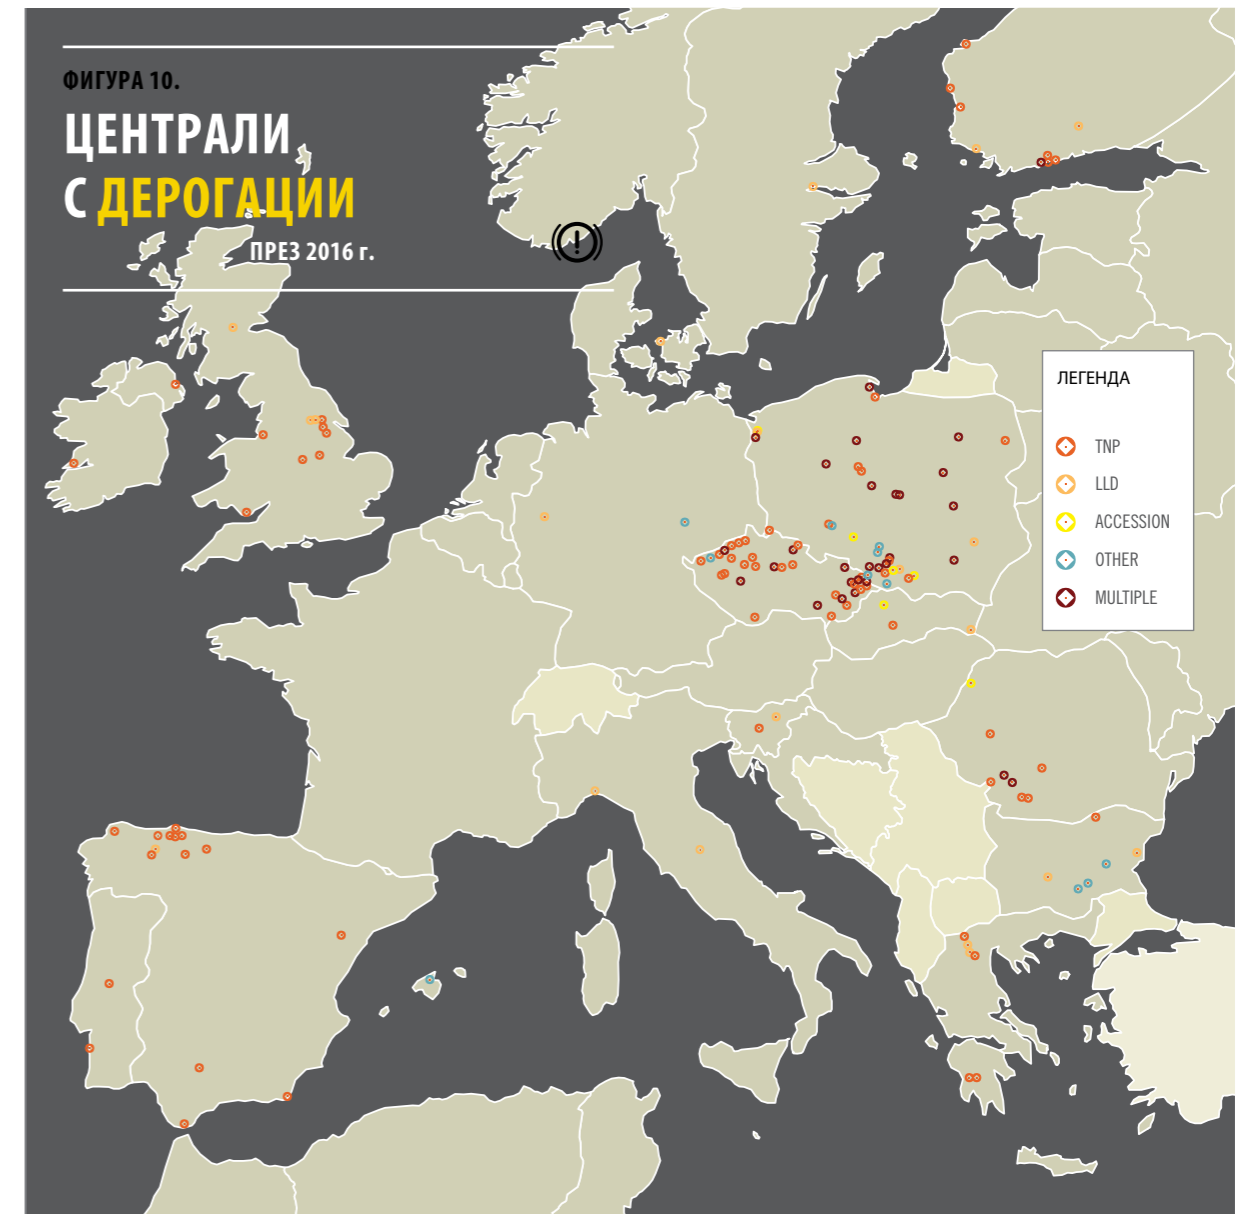 ФИГУРА 10.
ЦЕНТРАЛИ
С ДЕРОГАЦИИ
ПРЕЗ 2016 г.
ЛЕГЕНДА
TNP
LLD
ACCESSION
OTHER
MULTIPLE